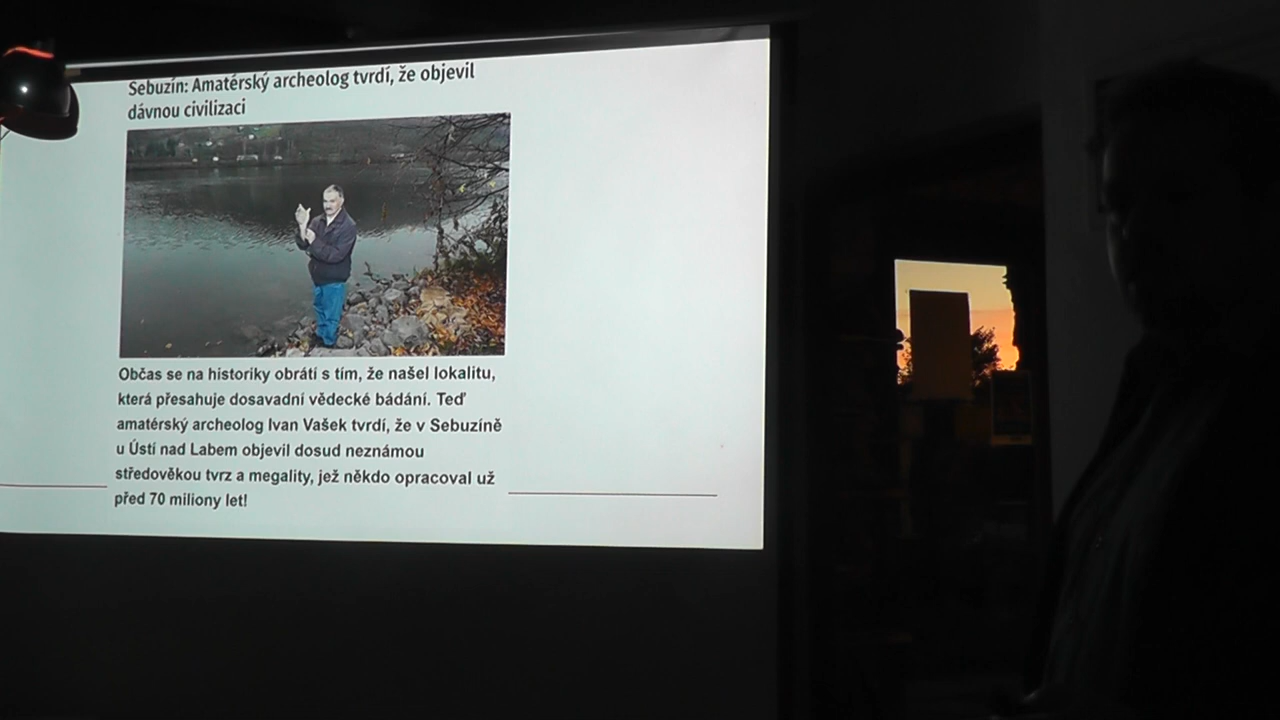 Sebuzín: Amatérský archeolog tvrdí, že objevil
dávnou civilizaci
Občas se na historiky obrátí s tím, že našel lokalitu,
která přesahuje dosavadní vědecké bádání. Teď
amatérský archeolog Ivan Vašek tvrdí, že v Sebuzíně
u Ústí nad Labem objevil dosud neznámou
středověkou tvrz a megality, jež někdo opracoval už
před 70 miliony let!